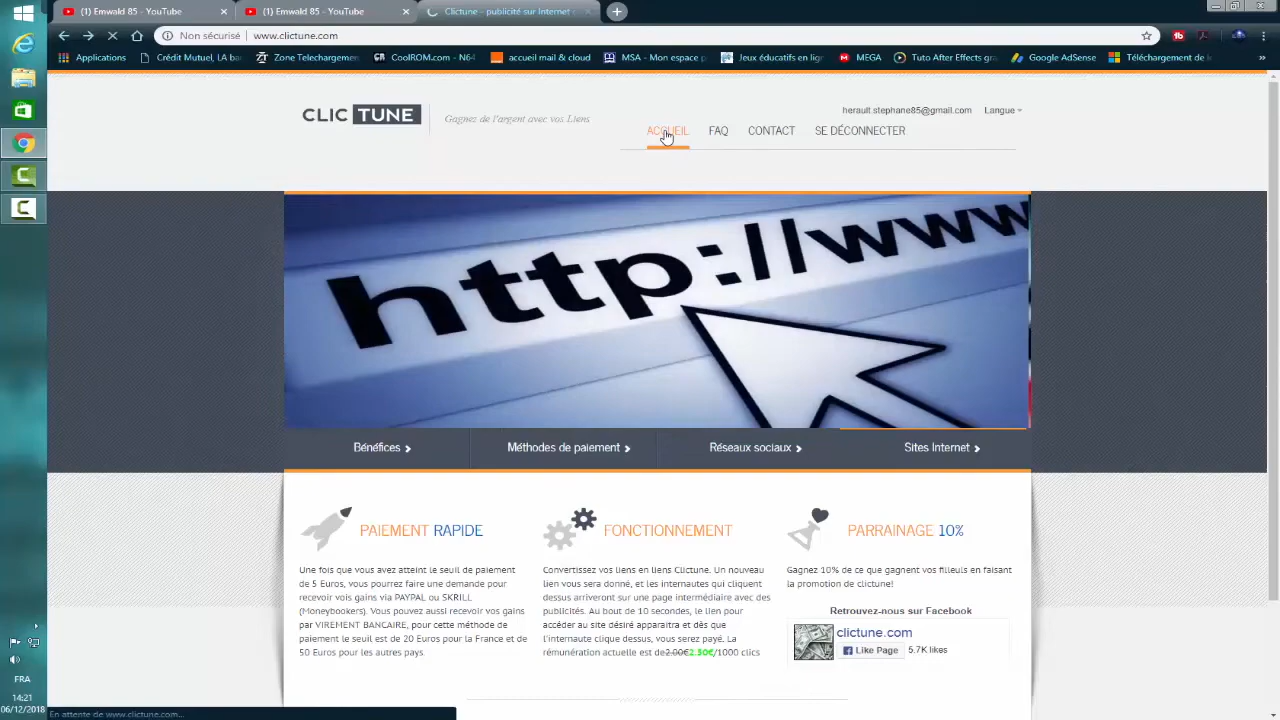 (1) Emwald 85 - YouTube
(1) Emwald 85 - YouTube
Clictune - publicité sur Internet
Non sécurisé
www.clictune.com
Applications
Crédit Mutuel, LA ba
Zone Telechargemen
CoolROM.com - N64
accueil mail & cloud
MSA - Mon espace p
Jeux éducatifs en lign
MEGA
Tuto After Effects gra
Google AdSense
Téléchargement de je
CLIC TUNE
Gagnez de l'argent avec vos Liens
herault.stephane85@gmail.com
Langue
ACCUEIL
FAQ
CONTACT
SE DÉCONNECTER
http://www
Bénéfices
Méthodes de paiement
Réseaux sociaux
Sites Internet
PAIEMENT RAPIDE
Une fois que vous avez atteint le seuil de paiement
de 5 Euros, vous pourrez faire une demande pour
recevoir vois gains via PAYPAL ou SKRILL
(Moneybookers). Vous pouvez aussi recevoir vos gains
par VIREMENT BANCAIRE, pour cette méthode de
paiement le seuil est de 20 Euros pour la France et de
50 Euros pour les autres pays.
FONCTIONNEMENT
Convertissez vos liens en liens Clictune. Un nouveau
lien vous sera donné, et les internautes qui cliquent
dessus arriveront sur une page intermédiaire avec des
publicités. Au bout de 10 secondes, le lien pour
accéder au site désiré apparaitra et dès que
l'internaute clique dessus, vous serez payé. La
rémunération actuelle est de 2.00€ 2.30€/1000 clics
PARRAINAGE 10%
Gagnez 10% de ce que gagnent vos filleuls en faisant
la promotion de clictune!
Retrouvez-nous sur Facebook
clictune.com
Like Page
5.7K likes
FRA
14:21
06/12/2018
En attente de www.clictune.com...